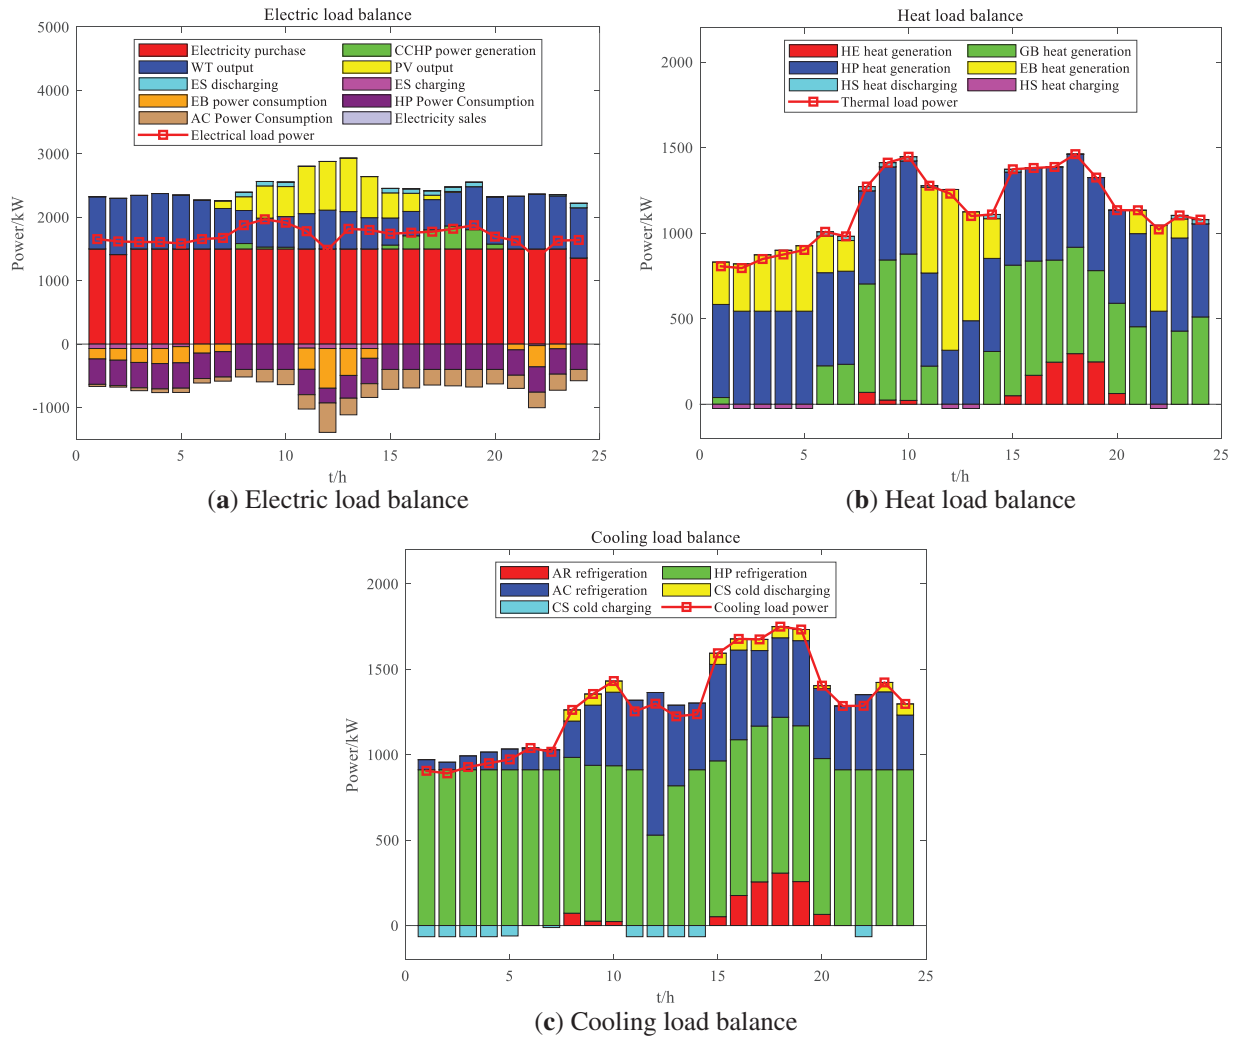 Electric load balance
5000
4000
3000
2000
1000
0
-1000
Power/kW
Electricity purchase
CCHP power generation
WT output
PV output
ES discharging
ES charging
EB power consumption
HP Power Consumption
AC Power Consumption
Electricity sales
Electrical load power
0 5 10 15 20 25
t/h
(a) Electric load balance
Heat load balance
2000
1500
1000
500
0
Power/kW
HE heat generation
GB heat generation
HP heat generation
EB heat generation
HS heat discharging
HS heat charging
Thermal load power
0 5 10 15 20 25
t/h
(b) Heat load balance
Cooling load balance
2000
1500
1000
500
0
Power/kW
AR refrigeration
HP refrigeration
AC refrigeration
CS cold discharging
CS cold charging
Cooling load power
0 5 10 15 20 25
t/h
(c) Cooling load balance